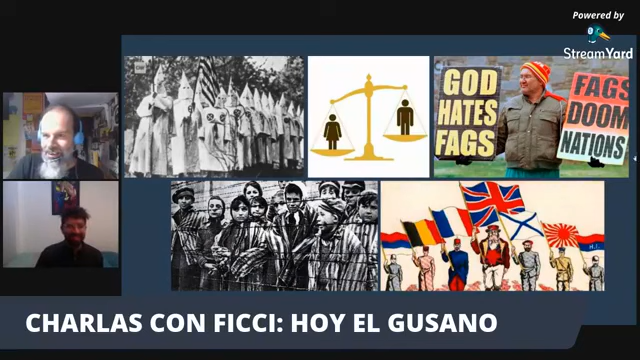 Powered by
StreamYard
GOD
HATES
FAGS
FAGS
DOOM
NATIONS
CHARLAS CON FICCI: HOY EL GUSANO